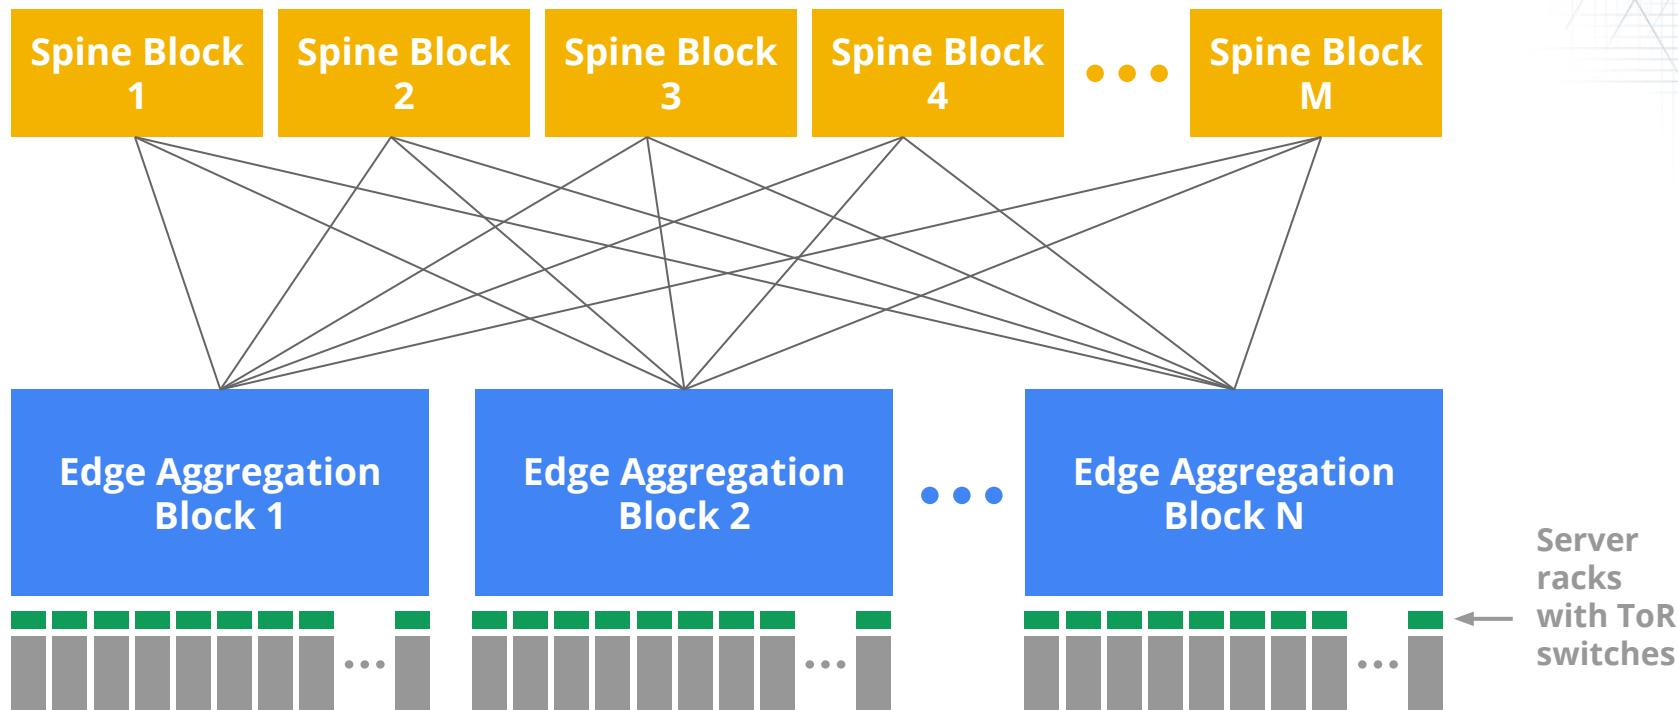 Spine Block
1
Spine Block
2
Spine Block
3
Spine Block
4
Spine Block
M
Edge Aggregation
Block 1
Edge Aggregation
Block 2
Edge Aggregation
Block N
Server
racks
with ToR
switches